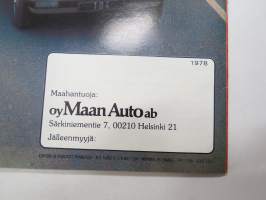 1978
Maahantuoja:
oy Maan Auto ab
Särkiniementie 7, 00210 Helsinki 21
Jälleenmyyjä: